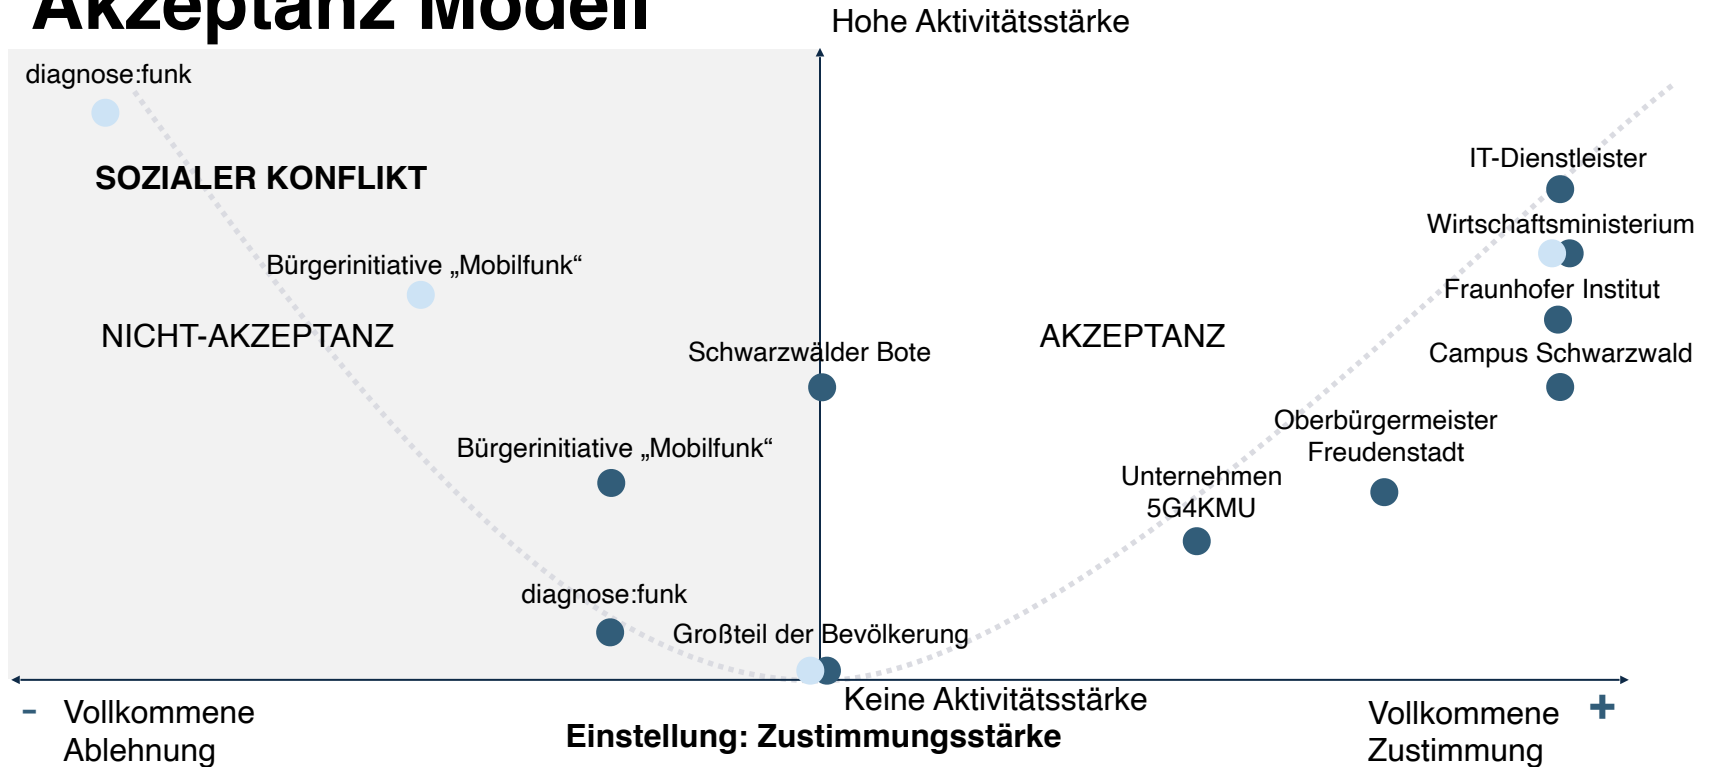 Akzeptanz Modell
Hohe Aktivitätsstärke
diagnose:funk
SOZIALER KONFLIKT
IT-Dienstleister
Wirtschaftsministerium
Bürgerinitiative „Mobilfunk“
Fraunhofer Institut
NICHT-AKZEPTANZ
AKZEPTANZ
Schwarzwälder Bote
Campus Schwarzwald
Oberbürgermeister
Freudenstadt
Bürgerinitiative „Mobilfunk“
Unternehmen
5G4KMU
diagnose:funk
Großteil der Bevölkerung
Keine Aktivitätsstärke
- Vollkommene
Ablehnung
Einstellung: Zustimmungsstärke
Vollkommene +
Zustimmung